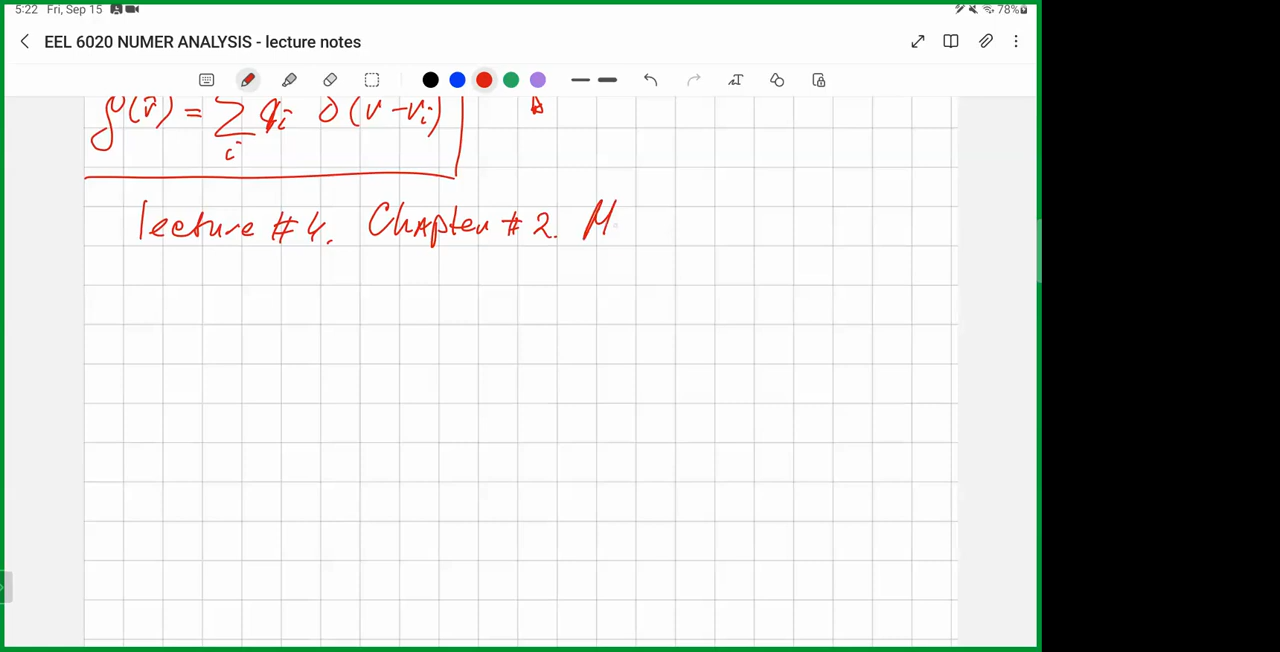 5:22 Fri, Sep 15 78%
EEL 6020 NUMER ANALYSIS - lecture notes
ρ(r̄) = ∑ qi δ(r - ri)
i
lecture # 4. Chapter # 2. M